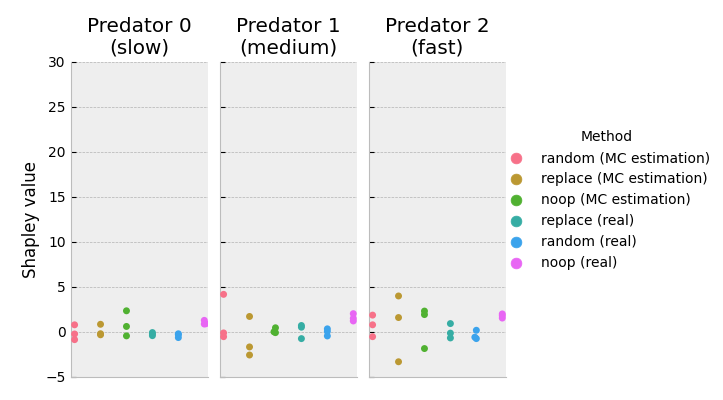 Predator 0
(slow)
Predator 1
(medium)
Predator 2
(fast)
30
25
20
15
10
5
0
−5
Shapley value
Method
random (MC estimation)
replace (MC estimation)
noop (MC estimation)
replace (real)
random (real)
noop (real)